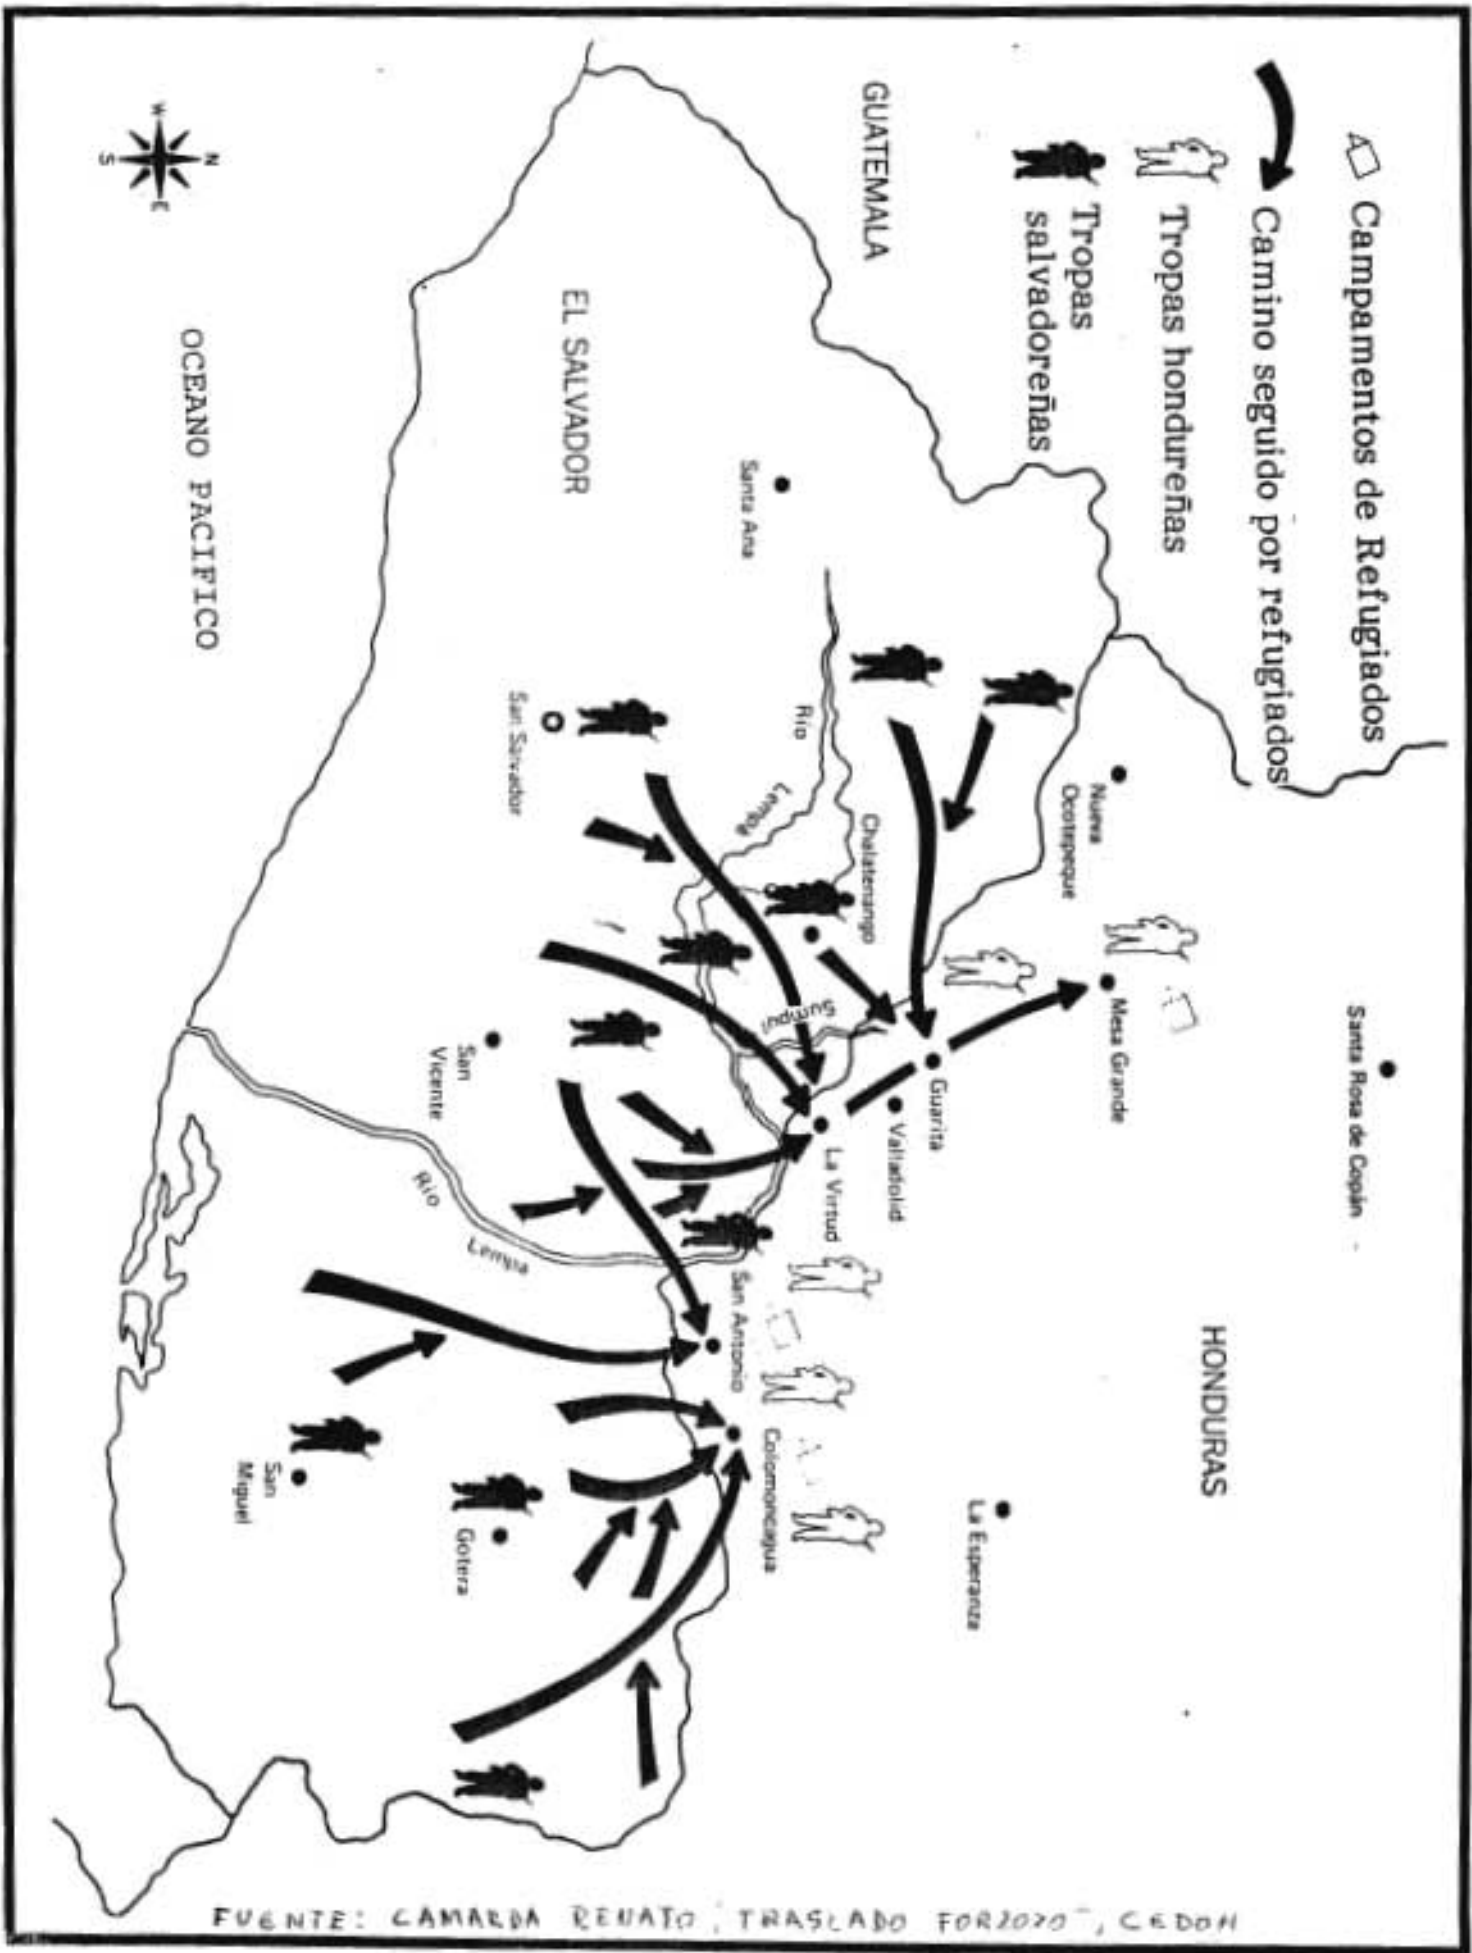 Campamentos de Refugiados
Camino seguido por refugiados
Tropas hondureñas
Tropas
salvadoreñas
GUATEMALA
HONDURAS
EL SALVADOR
OCEANO PACIFICO
N
W
E
S
Santa Rosa de Copán
Nueva
Ocotepeque
Mesa Grande
Guarita
Valladolid
La Virtud
La Esperanza
San Antonio
Colomoncagua
Santa Ana
Río
Lempa
Chalatenango
Sumpul
San Salvador
San
Vicente
Río
Lempa
San
Miguel
Gotera
FUENTE: CAMARDA RENATO, "TRASLADO FORZOZO", CEDOH